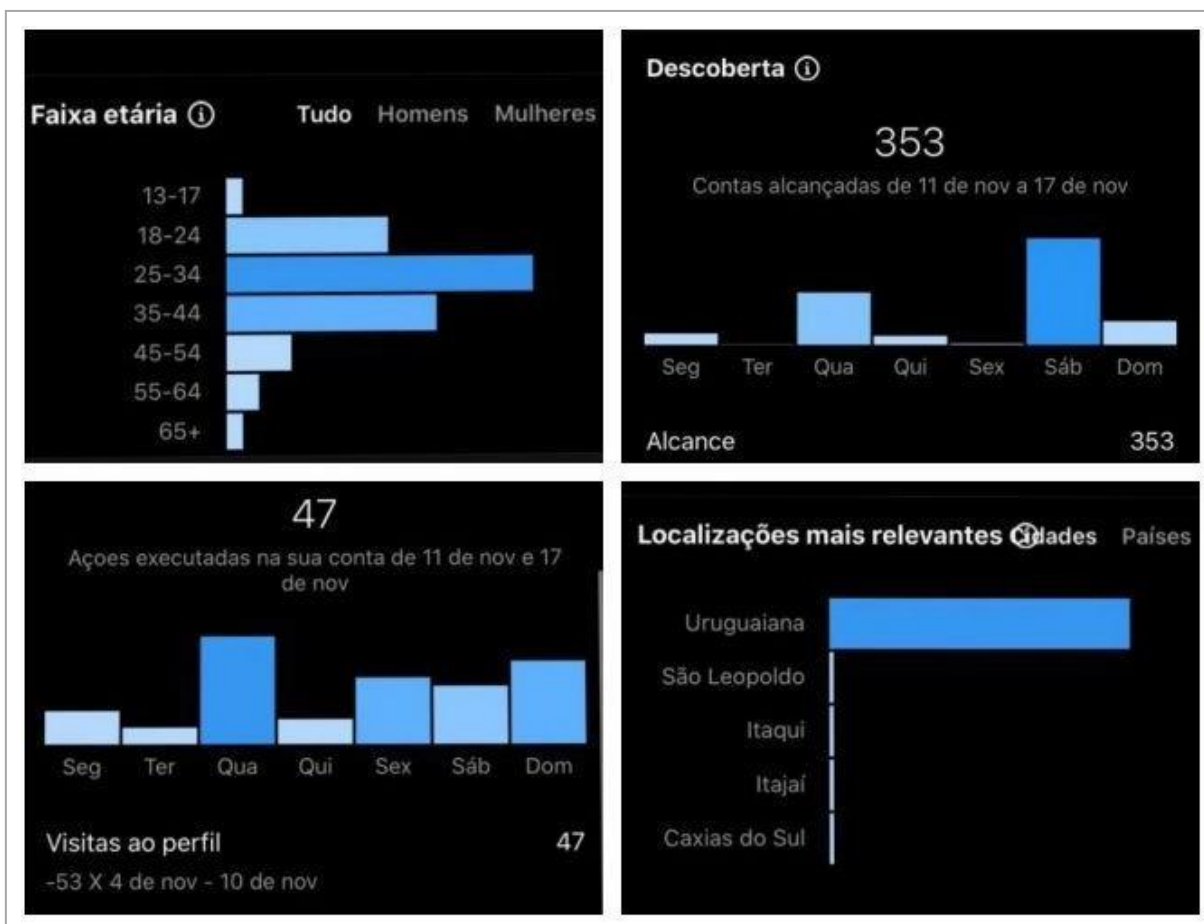 Faixa etária Tudo Homens Mulheres
13-17
18-24
25-34
35-44
45-54
55-64
65+
Descoberta
353
Contas alcançadas de 11 de nov a 17 de nov
Seg Ter Qua Qui Sex Sáb Dom
Alcance 353
47
Açoes executadas na sua conta de 11 de nov e 17
de nov
Seg Ter Qua Qui Sex Sáb Dom
Visitas ao perfil 47
-53 X 4 de nov - 10 de nov
Localizações mais relevantes Cidades Países
Uruguaiana
São Leopoldo
Itaqui
Itajaí
Caxias do Sul